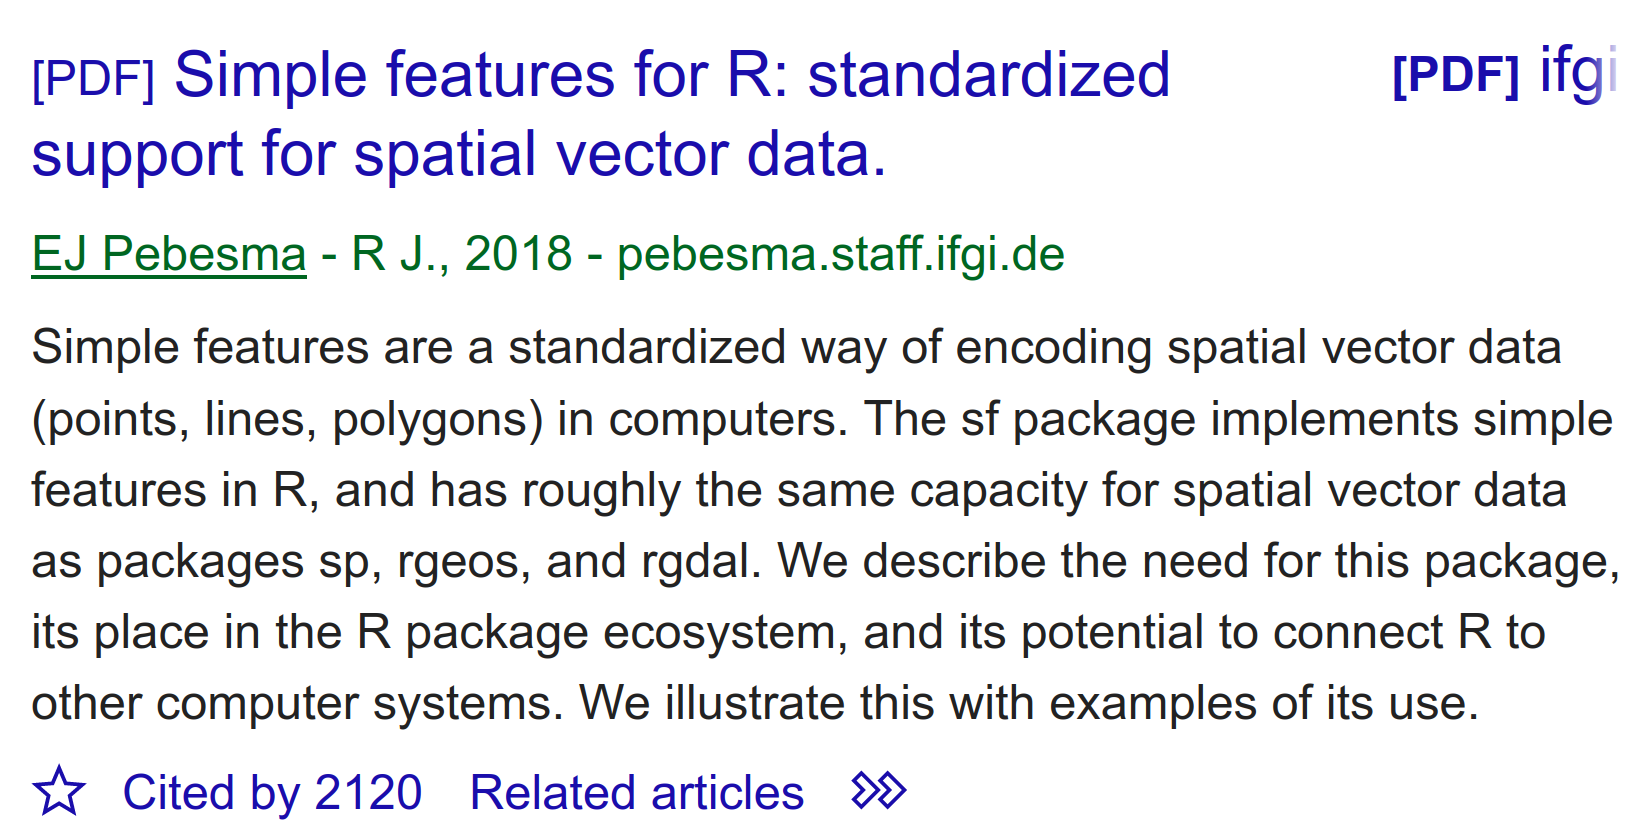 [PDF] Simple features for R: standardized
support for spatial vector data.
[PDF] ifgi
EJ Pebesma - R J., 2018 - pebesma.staff.ifgi.de
Simple features are a standardized way of encoding spatial vector data
(points, lines, polygons) in computers. The sf package implements simple
features in R, and has roughly the same capacity for spatial vector data
as packages sp, rgeos, and rgdal. We describe the need for this package,
its place in the R package ecosystem, and its potential to connect R to
other computer systems. We illustrate this with examples of its use.
Cited by 2120 Related articles